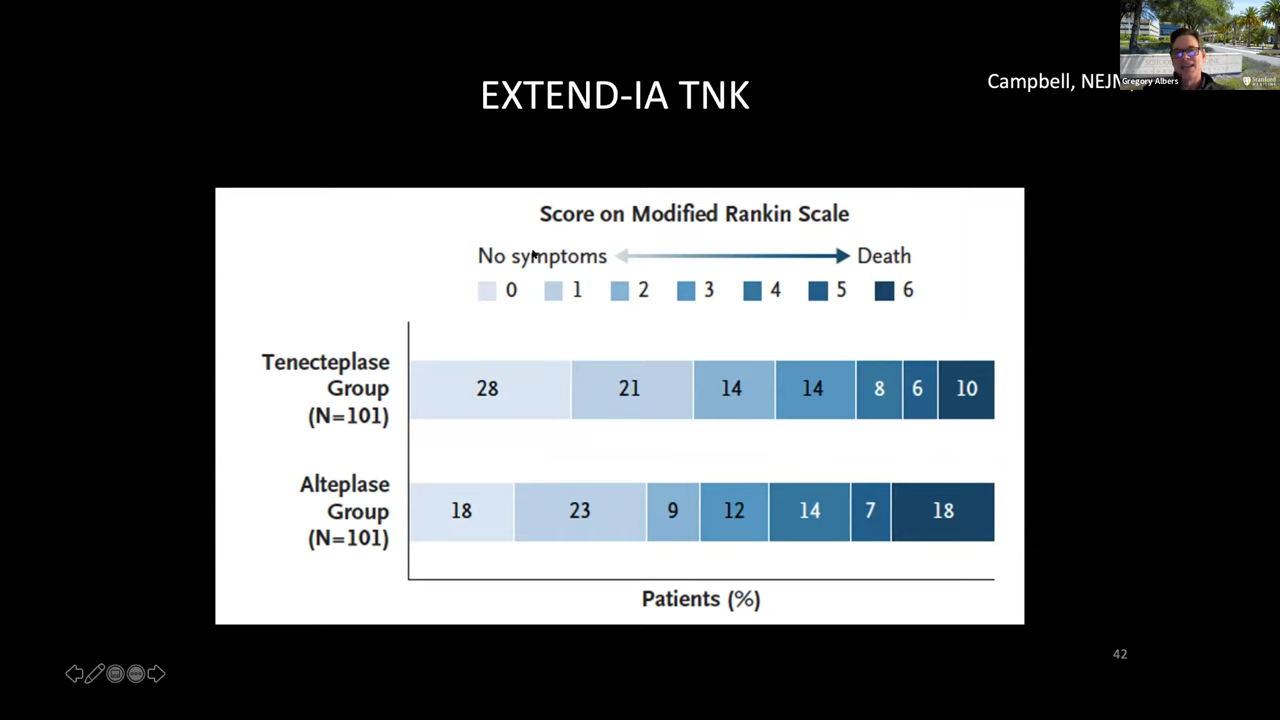 EXTEND-IA TNK
Campbell, NEJM
Gregory Albers
Score on Modified Rankin Scale
No symptoms Death
0 1 2 3 4 5 6
Tenecteplase
Group
(N=101)
28 21 14 14 8 6 10
Alteplase
Group
(N=101)
18 23 9 12 14 7 18
Patients (%)
42